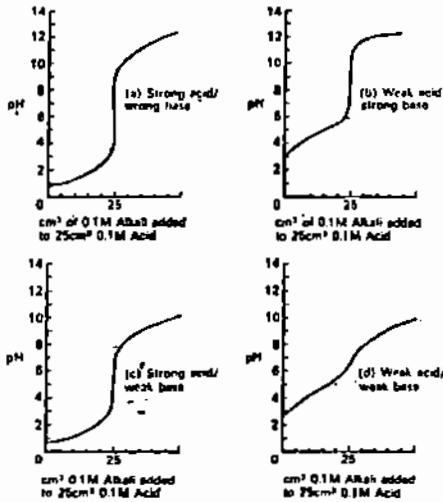 14
12
10
8
pH
6
4
2
0
25
(a) Strong acid/
strong base
cm³ of 0.1M Alkali added
to 25cm³ 0.1M Acid
14
12
10
8
pH
6
4
2
0
25
(b) Weak acid/
strong base
cm³ of 0.1M Alkali added
to 25cm³ 0.1M Acid
14
12
10
8
pH
6
4
2
0
25
(c) Strong acid/
weak base
cm³ 0.1M Alkali added
to 25cm³ 0.1M Acid
14
12
10
8
pH
6
4
2
0
25
(d) Weak acid/
weak base
cm³ 0.1M Alkali added
to 25cm³ 0.1M Acid